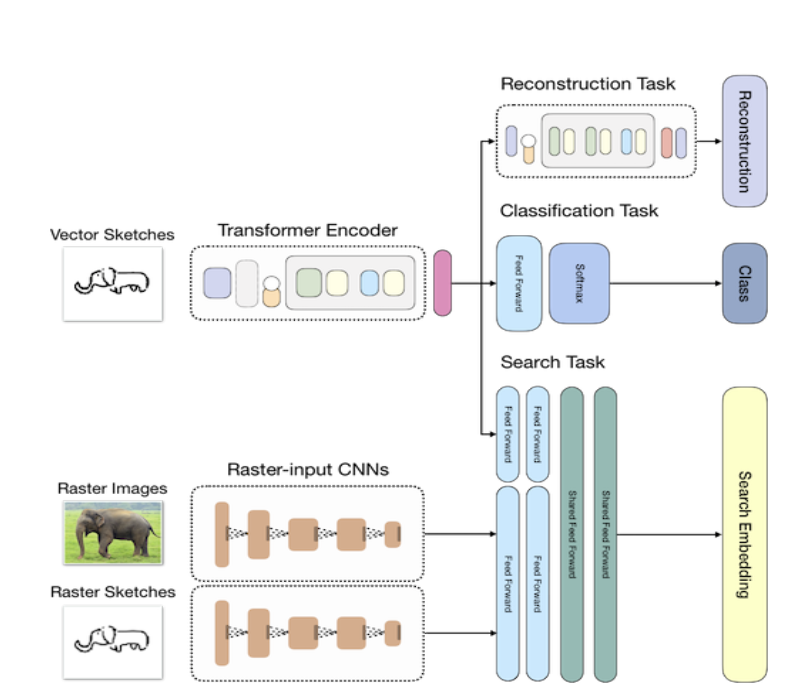 Reconstruction Task
Reconstruction
Classification Task
Vector Sketches
Transformer Encoder
Feed Forward
Softmax
Class
Search Task
Feed Forward
Feed Forward
Raster-input CNNs
Raster Images
Feed Forward
Feed Forward
Shared Feed Forward
Shared Feed Forward
Search Embedding
Raster Sketches